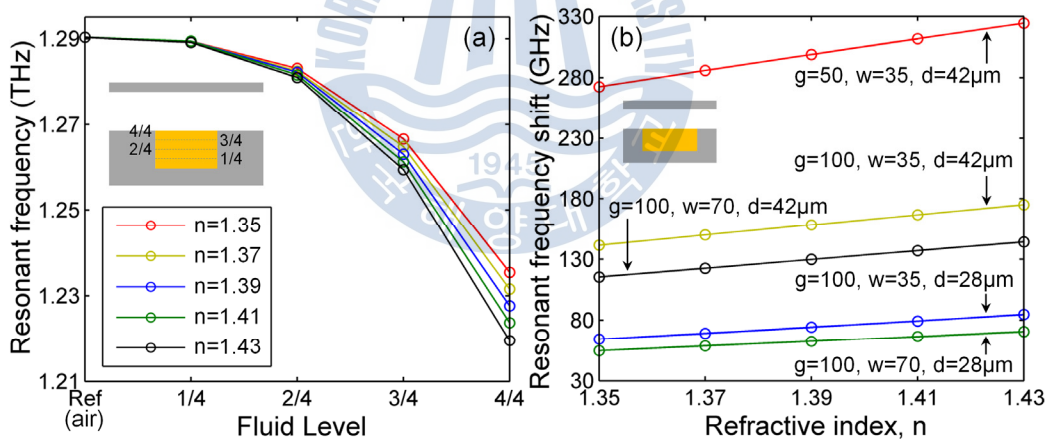 (a)
Resonant frequency (THz)
1.29
1.27
1.25
1.23
1.21
4/4
3/4
2/4
1/4
n=1.35
n=1.37
n=1.39
n=1.41
n=1.43
Ref
(air)
1/4
2/4
3/4
4/4
Fluid Level
(b)
Resonant frequency shift (GHz)
330
280
230
180
130
80
30
g=50, w=35, d=42μm
g=100, w=35, d=42μm
g=100, w=70, d=42μm
g=100, w=35, d=28μm
g=100, w=70, d=28μm
1.35
1.37
1.39
1.41
1.43
Refractive index, n
1945